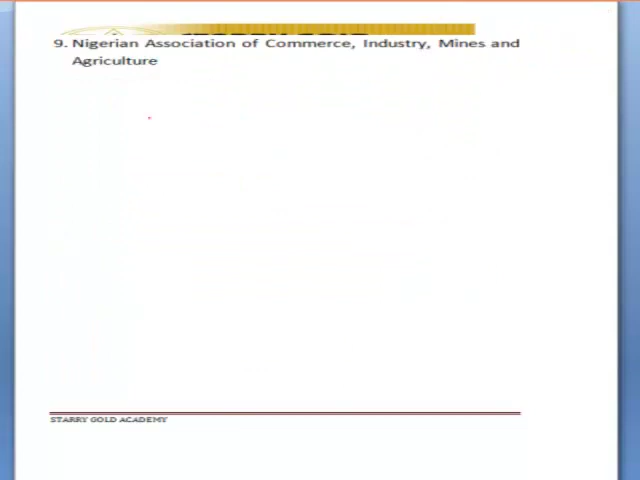 9. Nigerian Association of Commerce, Industry, Mines and
Agriculture
STARRY GOLD ACADEMY